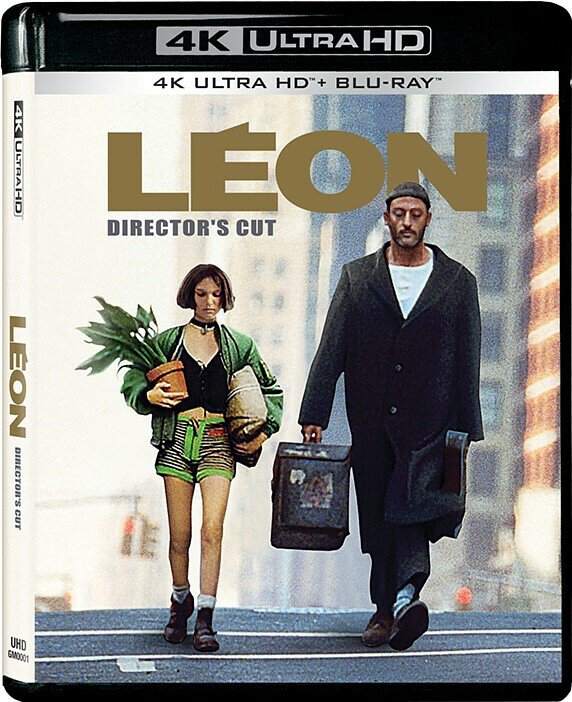 4K ULTRA HD
4K ULTRA HD™+ BLU-RAY™
LÉON
DIRECTOR'S CUT
4K ULTRA HD
LÉON
DIRECTOR'S CUT
UHD
GM0001